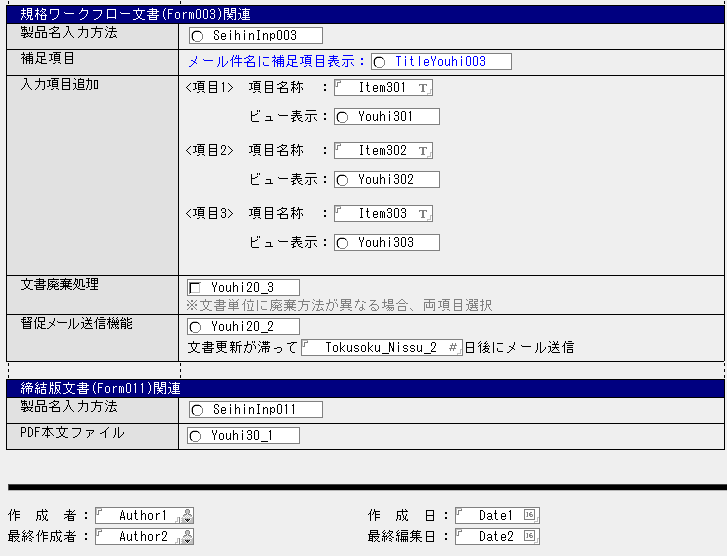 規格ワークフロー文書(Form003)関連
製品名入力方法 SeihinInp003
補足項目 メール件名に補足項目表示： TitleYouhi003
入力項目追加 <項目1> 項目名称 ： Item301 T
ビュー表示： Youhi301
<項目2> 項目名称 ： Item302 T
ビュー表示： Youhi302
<項目3> 項目名称 ： Item303 T
ビュー表示： Youhi303
文書廃棄処理 Youhi20_3
※文書単位に廃棄方法が異なる場合、両項目選択
督促メール送信機能 Youhi20_2
文書更新が滞って Tokusoku_Nissu_2 # 日後にメール送信
締結版文書(Form011)関連
製品名入力方法 SeihinInp011
PDF本文ファイル Youhi30_1
作 成 者： Author1 作 成 日： Date1 16
最終作成者： Author2 最終編集日： Date2 16